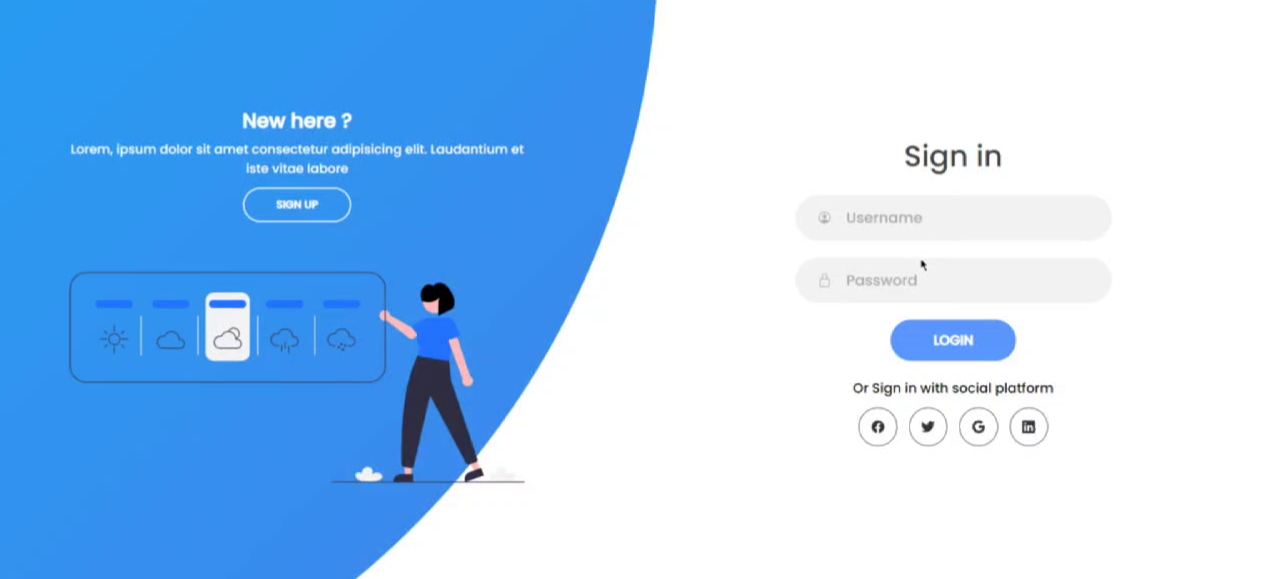 New here ?
Lorem, ipsum dolor sit amet consectetur adipisicing elit. Laudantium et
iste vitae labore
SIGN UP
Sign in
Username
Password
LOGIN
Or Sign in with social platform